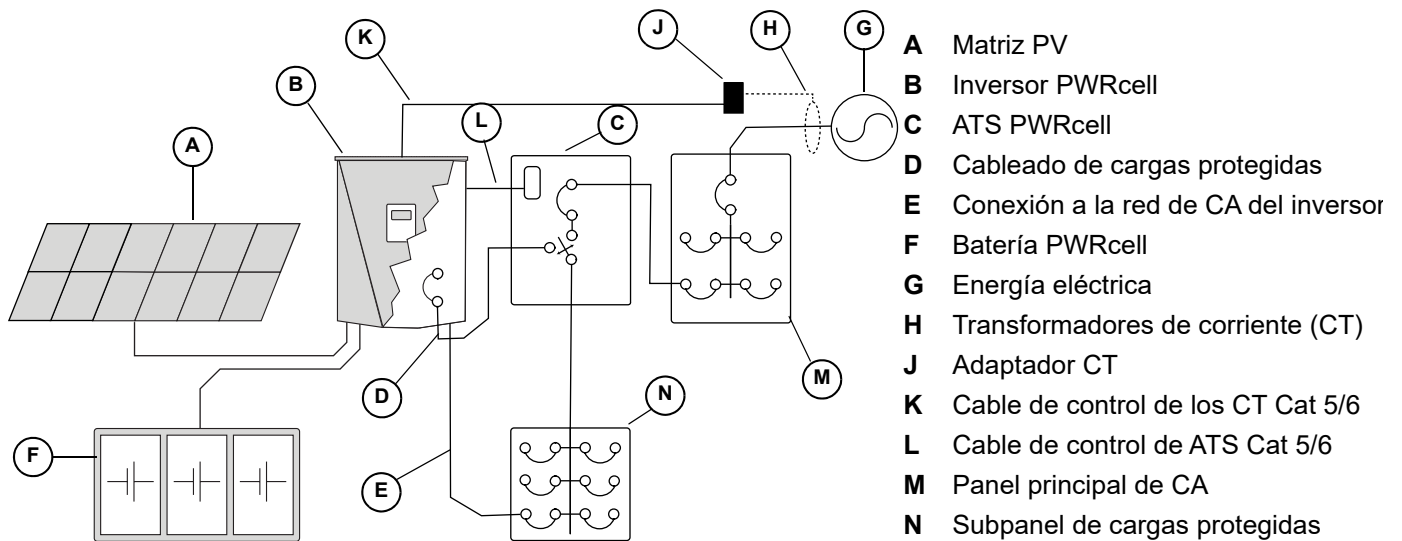 K
J
H
G
B
L
C
A
D
M
N
F
E
A Matriz PV
B Inversor PWRcell
C ATS PWRcell
D Cableado de cargas protegidas
E Conexión a la red de CA del inversor
F Batería PWRcell
G Energía eléctrica
H Transformadores de corriente (CT)
J Adaptador CT
K Cable de control de los CT Cat 5/6
L Cable de control de ATS Cat 5/6
M Panel principal de CA
N Subpanel de cargas protegidas